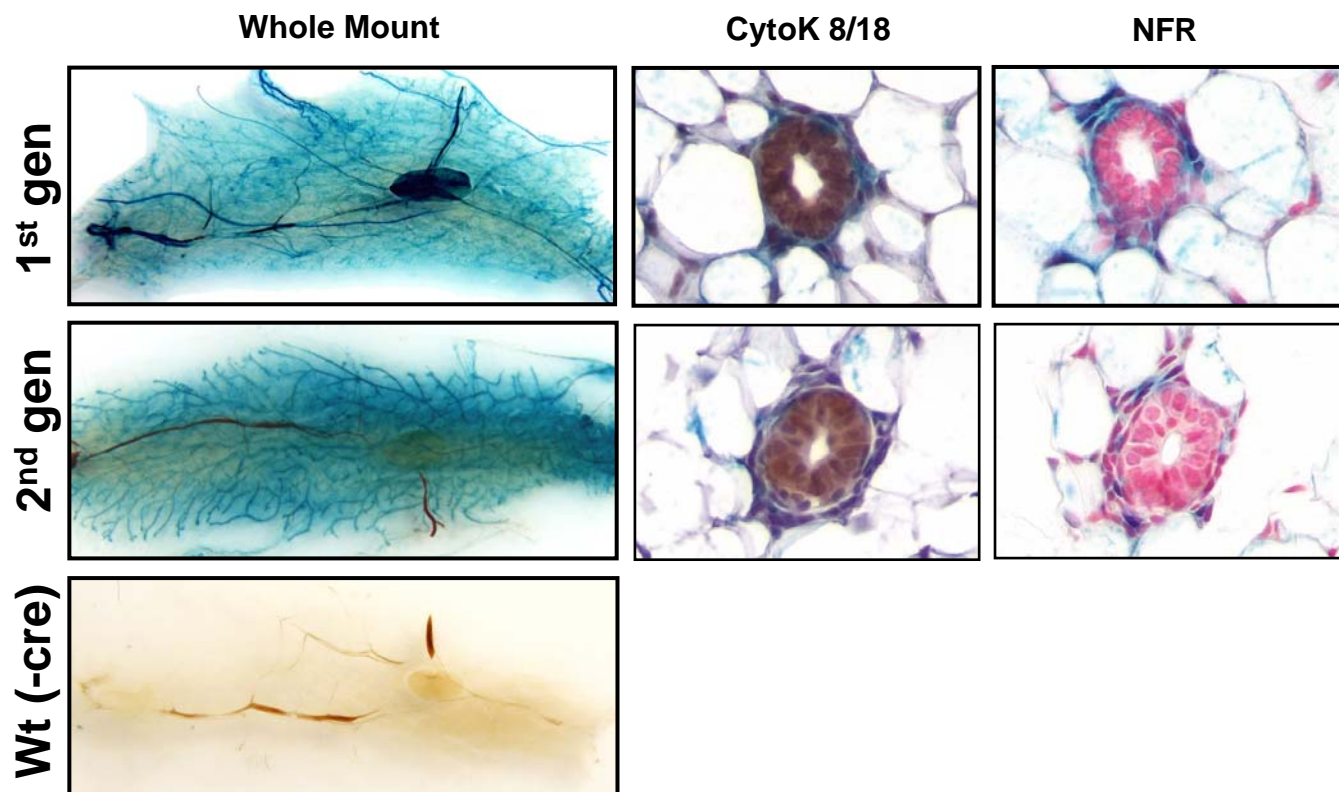 Whole Mount
CytoK 8/18
NFR
1st gen
2nd gen
Wt (-cre)